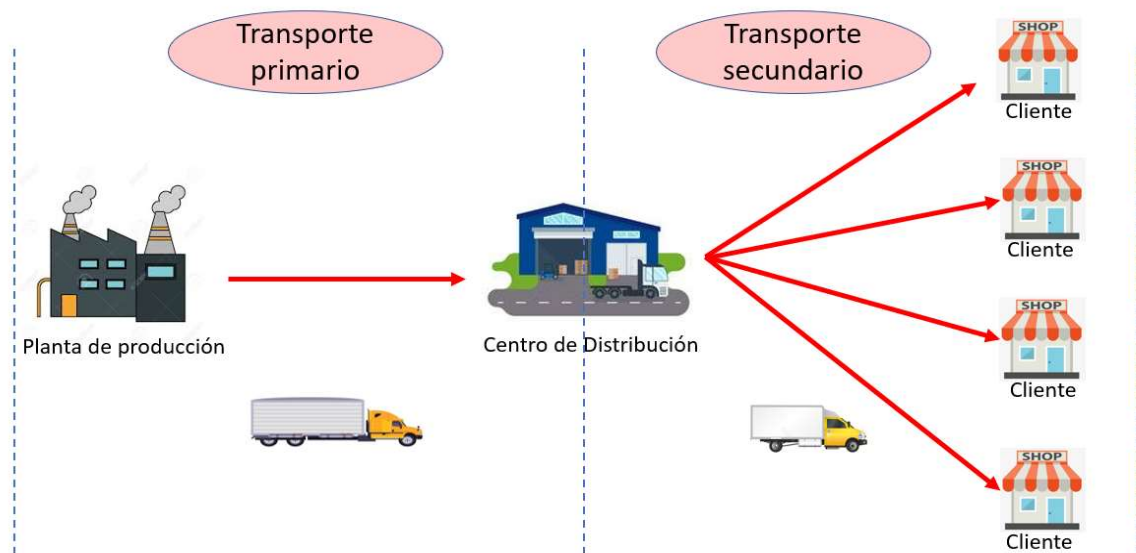 Transporte
primario
Transporte
secundario
SHOP
Cliente
SHOP
Cliente
Planta de producción
Centro de Distribución
SHOP
Cliente
SHOP
Cliente